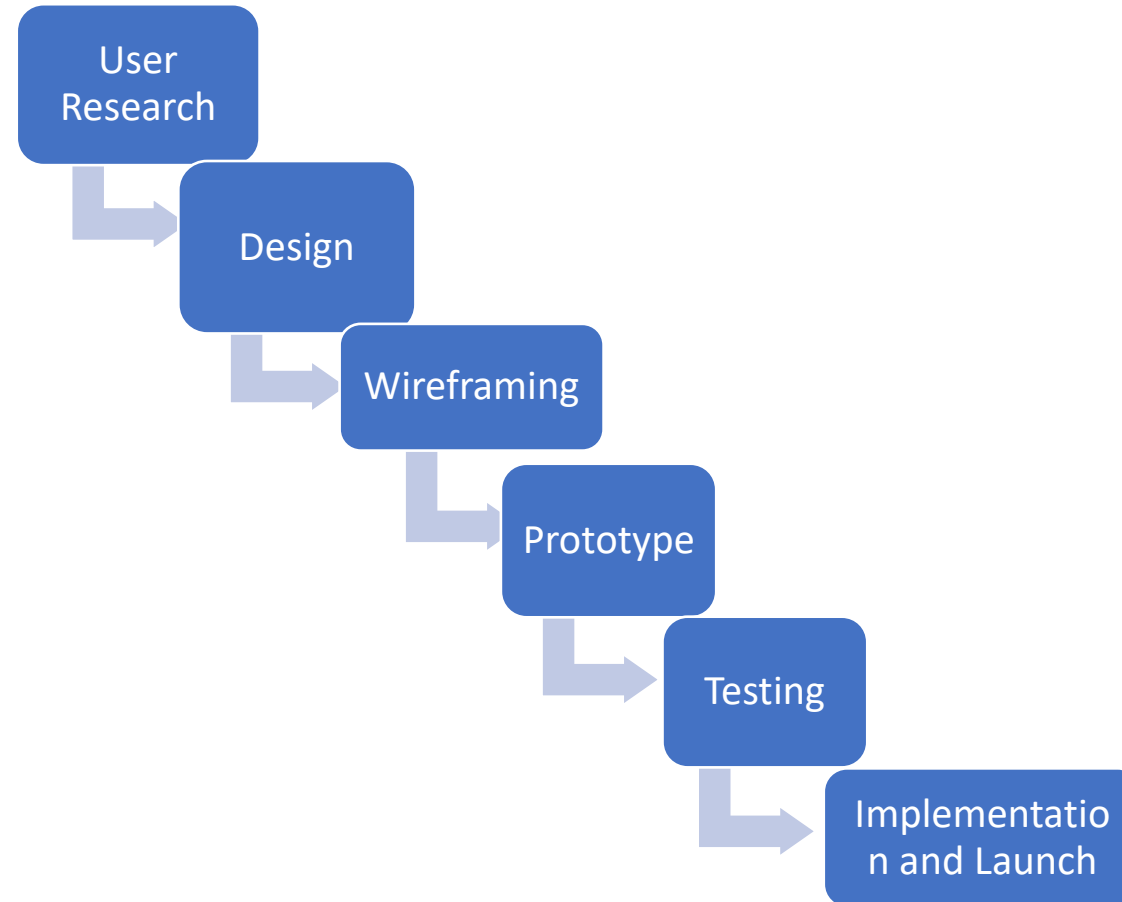 User
Research
Design
Wireframing
Prototype
Testing
Implementatio
n and Launch